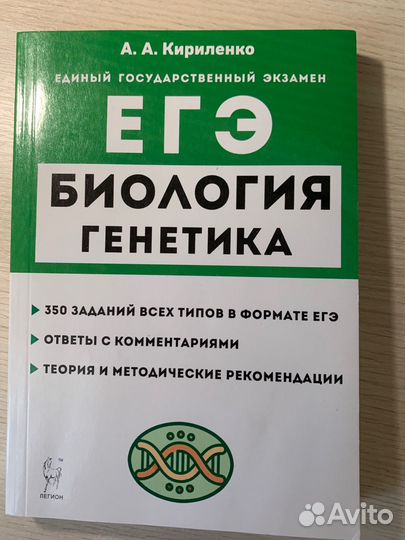 А. А. Кириленко
ЕДИНЫЙ ГОСУДАРСТВЕННЫЙ ЭКЗАМЕН
ЕГЭ
БИОЛОГИЯ
ГЕНЕТИКА
350 ЗАДАНИЙ ВСЕХ ТИПОВ В ФОРМАТЕ ЕГЭ
ОТВЕТЫ С КОММЕНТАРИЯМИ
ТЕОРИЯ И МЕТОДИЧЕСКИЕ РЕКОМЕНДАЦИИ
TM
ЛЕГИОН
Avito